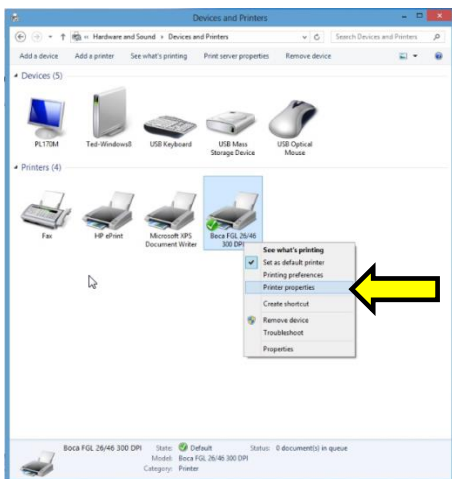 Devices and Printers
« Hardware and Sound › Devices and Printers
Search Devices and Printers
Add a device Add a printer See what's printing Print server properties Remove device
Devices (5)
PL170M
Ted-Windows8
USB Keyboard
USB Mass
Storage Device
USB Optical
Mouse
Printers (4)
Fax
HP ePrint
Microsoft XPS
Document Writer
Boca FGL 26/46
300 DPI
See what's printing
Set as default printer
Printing preferences
Printer properties
Create shortcut
Remove device
Troubleshoot
Properties
Boca FGL 26/46 300 DPI State: Default Status: 0 document(s) in queue
Model: Boca FGL 26/46 300 DPI
Category: Printer